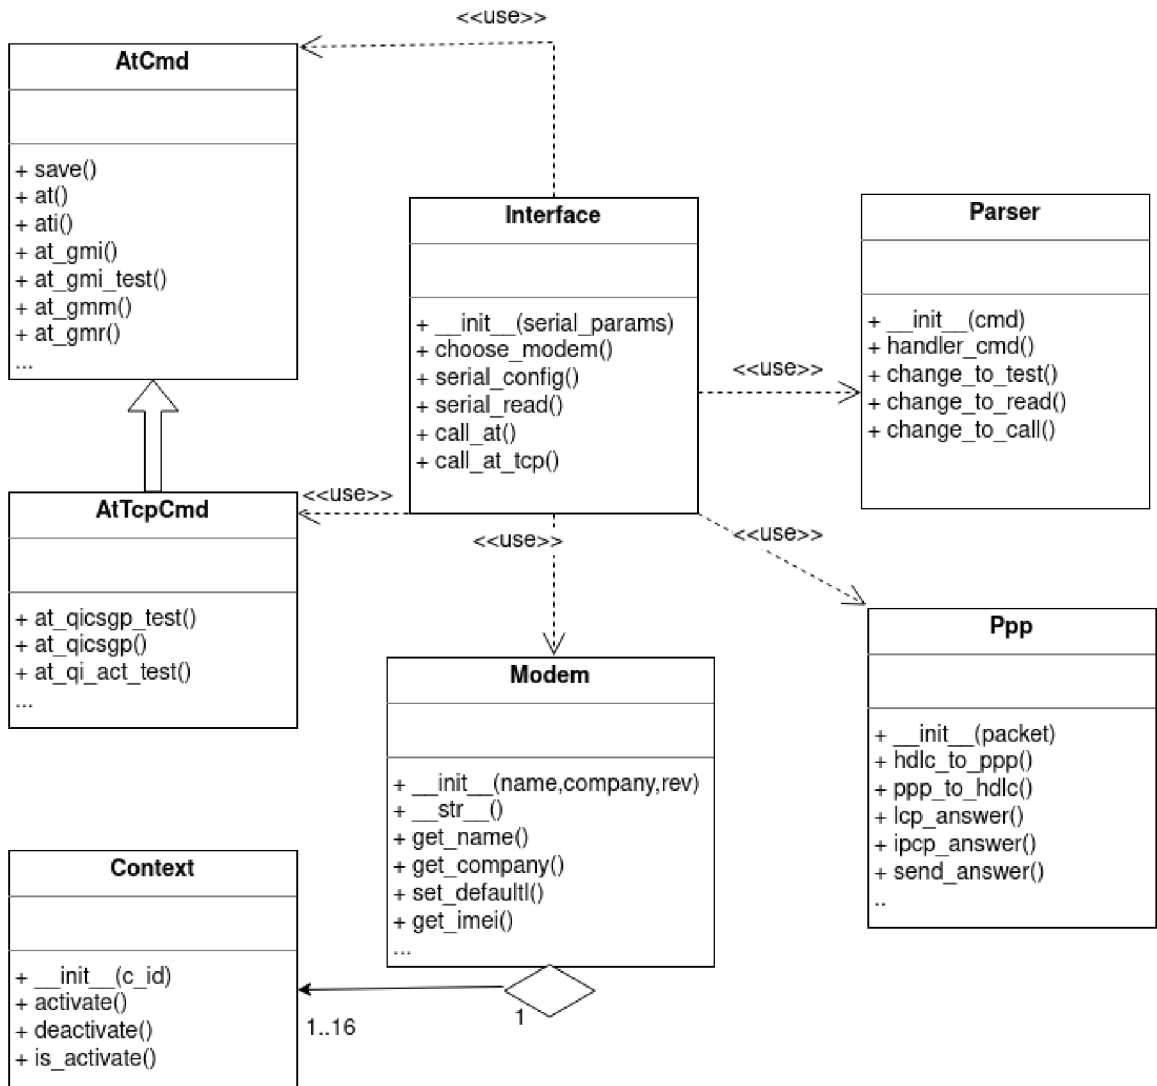 <<use>>
AtCmd
+ save()
+ at()
+ ati()
+ at_gmi()
+ at_gmi_test()
+ at_gmm()
+ at_gmr()
...
Interface
+ __init__(serial_params)
+ choose_modem()
+ serial_config()
+ serial_read()
+ call_at()
+ call_at_tcp()
Parser
+ __init__(cmd)
+ handler_cmd()
+ change_to_test()
+ change_to_read()
+ change_to_call()
<<use>>
<<use>>
<<use>>
<<use>>
AtTcpCmd
+ at_qicsgp_test()
+ at_qicsgp()
+ at_qi_act_test()
...
Modem
+ __init__(name,company,rev)
+ __str__()
+ get_name()
+ get_company()
+ set_defaultl()
+ get_imei()
...
Ppp
+ __init__(packet)
+ hdlc_to_ppp()
+ ppp_to_hdlc()
+ lcp_answer()
+ ipcp_answer()
+ send_answer()
..
Context
+ __init__(c_id)
+ activate()
+ deactivate()
+ is_activate()
1..16
1